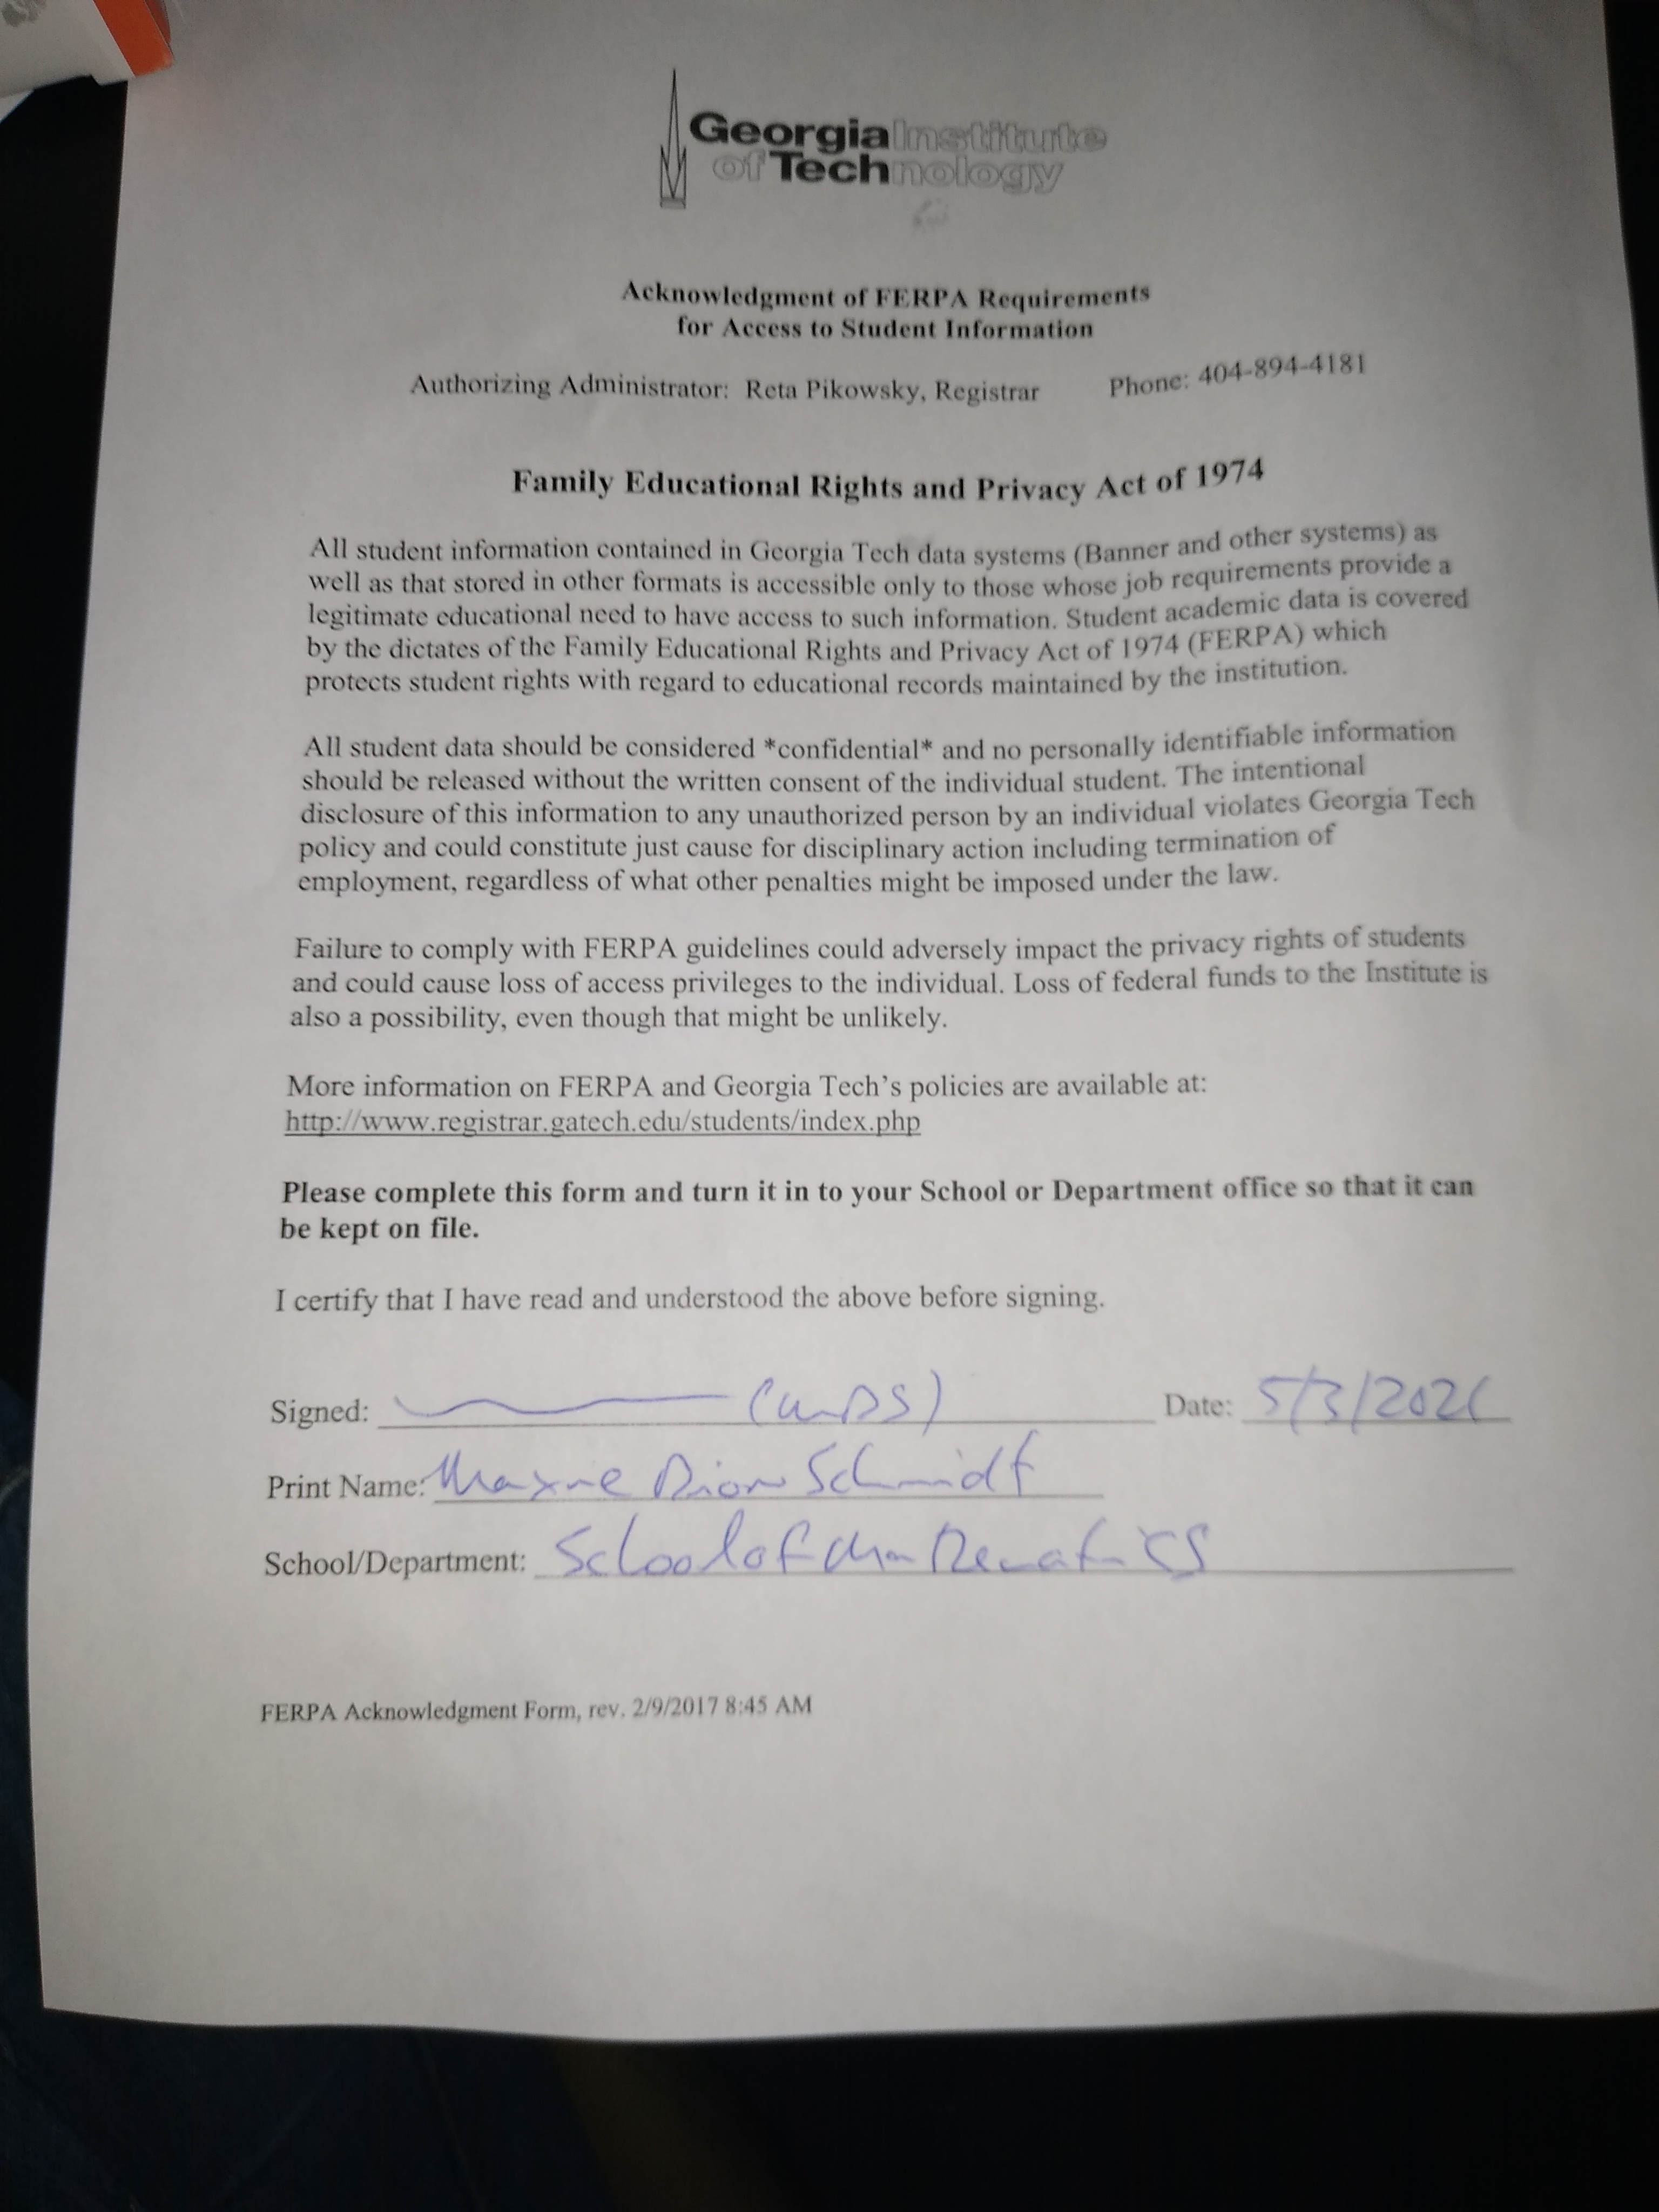 Georgia Institute
of Technology
Acknowledgment of FERPA Requirements
for Access to Student Information
Authorizing Administrator: Reta Pikowsky, Registrar Phone: 404-894-4181
Family Educational Rights and Privacy Act of 1974
All student information contained in Georgia Tech data systems (Banner and other systems) as
well as that stored in other formats is accessible only to those whose job requirements provide a
legitimate educational need to have access to such information. Student academic data is covered
by the dictates of the Family Educational Rights and Privacy Act of 1974 (FERPA) which
protects student rights with regard to educational records maintained by the institution.
All student data should be considered *confidential* and no personally identifiable information
should be released without the written consent of the individual student. The intentional
disclosure of this information to any unauthorized person by an individual violates Georgia Tech
policy and could constitute just cause for disciplinary action including termination of
employment, regardless of what other penalties might be imposed under the law.
Failure to comply with FERPA guidelines could adversely impact the privacy rights of students
and could cause loss of access privileges to the individual. Loss of federal funds to the Institute is
also a possibility, even though that might be unlikely.
More information on FERPA and Georgia Tech's policies are available at:
http://www.registrar.gatech.edu/students/index.php
Please complete this form and turn it in to your School or Department office so that it can
be kept on file.
I certify that I have read and understood the above before signing.
Signed: Date: 5/3/2021
Print Name: Maxie Schmidt
School/Department: School of Mathematics
FERPA Acknowledgment Form, rev. 2/9/2017 8:45 AM